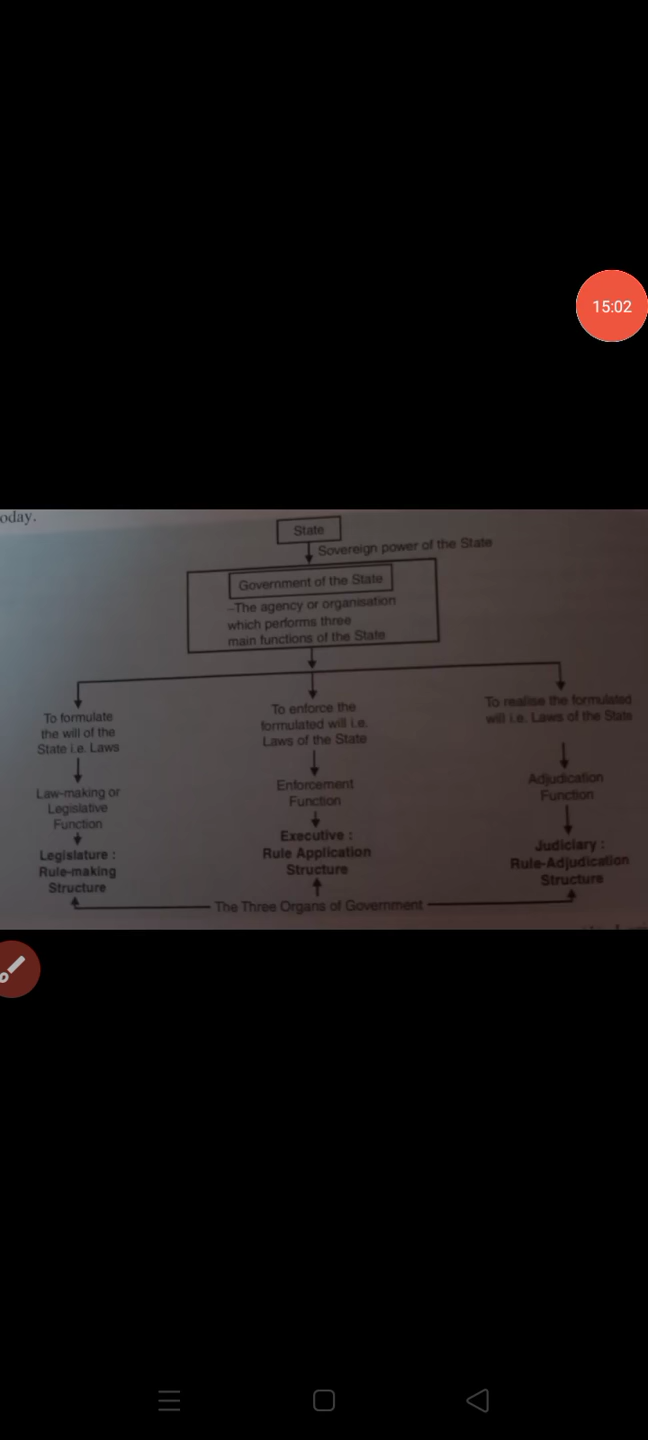 15:02
oday.
State
Sovereign power of the State
Government of the State
–The agency or organisation
which performs three
main functions of the State
To formulate
the will of the
State i.e. Laws
Law-making or
Legislative
Function
Legislature :
Rule-making
Structure
To enforce the
formulated will i.e.
Laws of the State
Enforcement
Function
Executive :
Rule Application
Structure
To realise the formulated
will i.e. Laws of the State
Adjudication
Function
Judiciary :
Rule-Adjudication
Structure
The Three Organs of Government